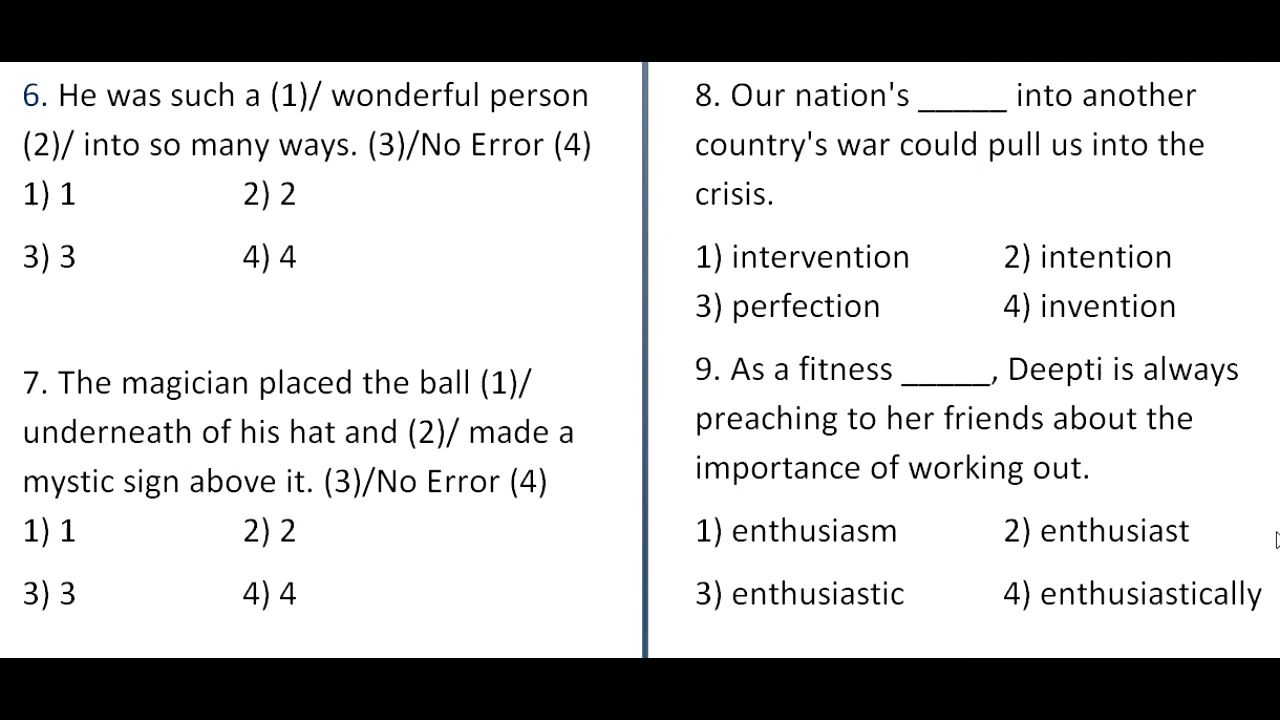 6. He was such a (1)/ wonderful person
(2)/ into so many ways. (3)/No Error (4)
1) 1 2) 2
3) 3 4) 4
7. The magician placed the ball (1)/
underneath of his hat and (2)/ made a
mystic sign above it. (3)/No Error (4)
1) 1 2) 2
3) 3 4) 4
8. Our nation's _____ into another
country's war could pull us into the
crisis.
1) intervention 2) intention
3) perfection 4) invention
9. As a fitness _____, Deepti is always
preaching to her friends about the
importance of working out.
1) enthusiasm 2) enthusiast
3) enthusiastic 4) enthusiastically